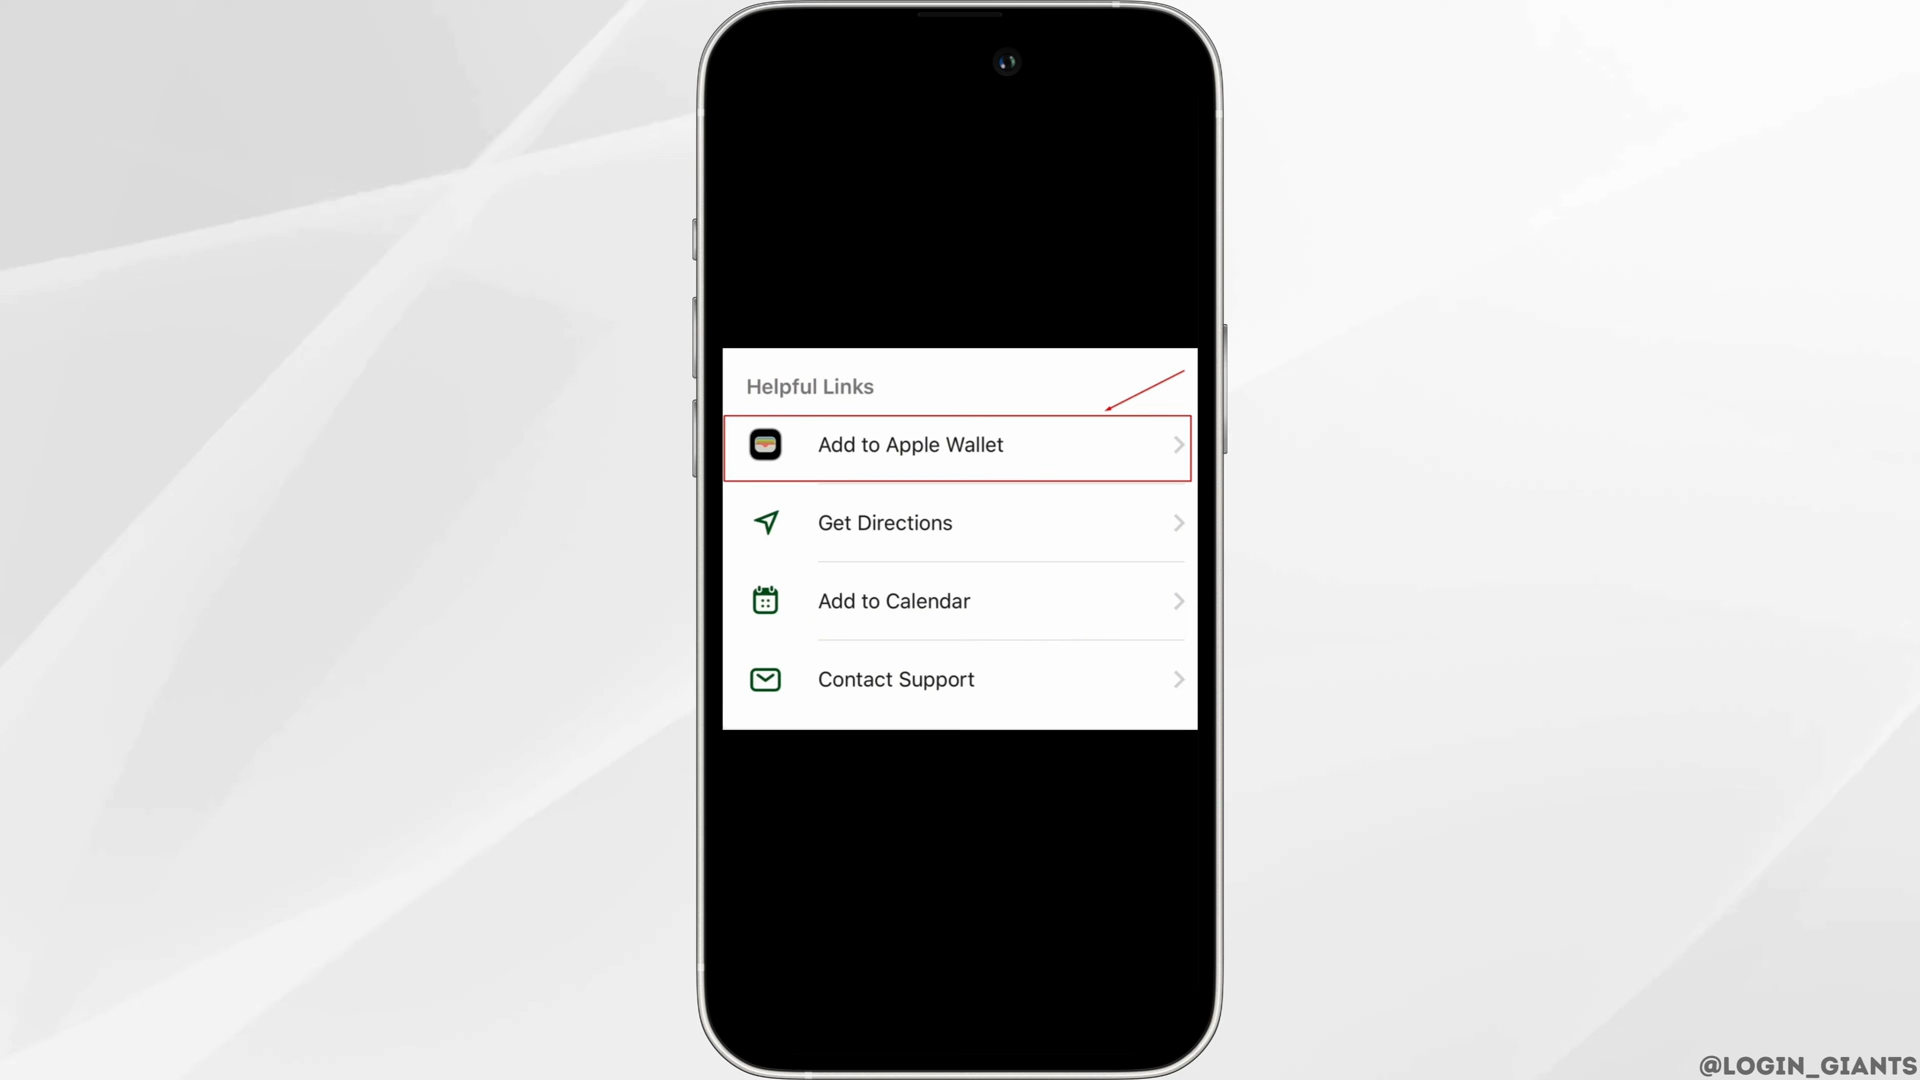 Helpful Links
Add to Apple Wallet
Get Directions
Add to Calendar
Contact Support
@LOGIN_GIANTS